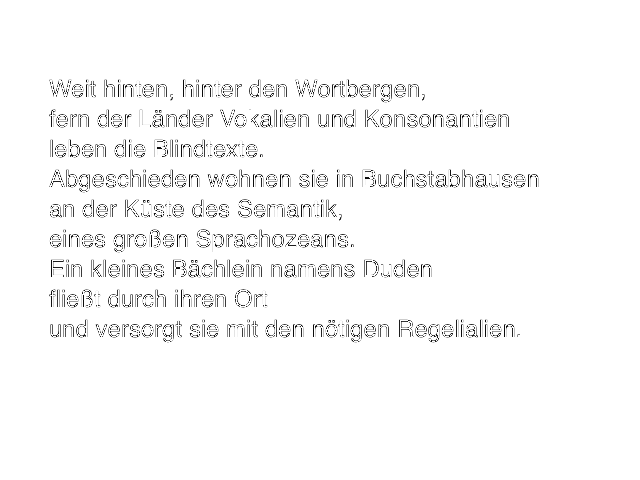 Weit hinten, hinter den Wortbergen,
fern der Länder Vokalien und Konsonantien
leben die Blindtexte.
Abgeschieden wohnen sie in Buchstabhausen
an der Küste des Semantik,
eines großen Sprachozeans.
Ein kleines Bächlein namens Duden
fließt durch ihren Ort
und versorgt sie mit den nötigen Regelialien.